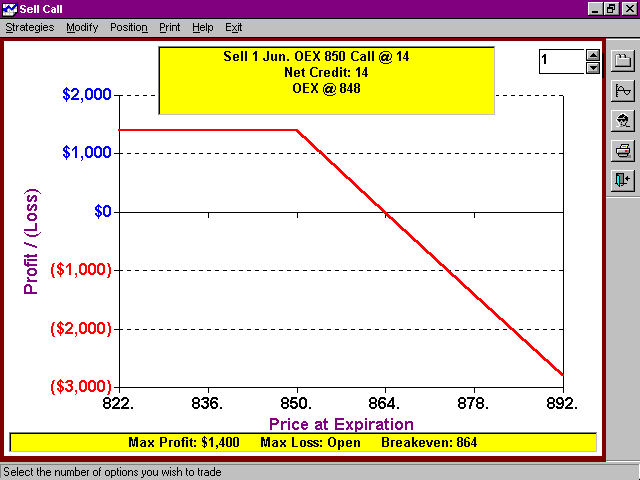 Sell Call
Strategies Modify Position Print Help Exit
Sell 1 Jun. OEX 850 Call @ 14
Net Credit: 14
OEX @ 848
1
$2,000
$1,000
$0
($1,000)
($2,000)
($3,000)
Profit / (Loss)
822. 836. 850. 864. 878. 892.
Price at Expiration
Max Profit: $1,400 Max Loss: Open Breakeven: 864
Select the number of options you wish to trade